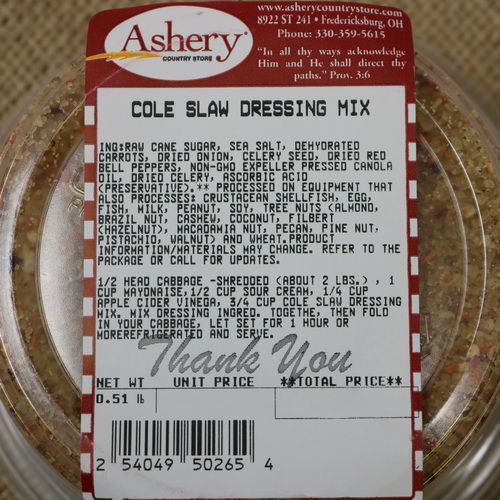 www.asherycountrystore.com
8922 ST 241 • Fredericksburg, OH
Phone: 330-359-5615
"In all thy ways acknowledge
Him and He shall direct thy
paths." Prov. 3:6
Ashery
COUNTRY STORE
COLE SLAW DRESSING MIX
ING:RAW CANE SUGAR, SEA SALT, DEHYDRATED
CARROTS, DRIED ONION, CELERY SEED, DRIED RED
BELL PEPPERS, NON-GMO EXPELLER PRESSED CANOLA
OIL, DRIED CELERY, ASCORBIC ACID
(PRESERVATIVE).** PROCESSED ON EQUIPMENT THAT
ALSO PROCESSES: CRUSTACEAN SHELLFISH, EGG,
FISH, MILK, PEANUT, SOY, TREE NUTS (ALMOND,
BRAZIL NUT, CASHEW, COCONUT, FILBERT
(HAZELNUT), MACADAMIA NUT, PECAN, PINE NUT,
PISTACHIO, WALNUT) AND WHEAT.PRODUCT
INFORMATION/MATERIALS MAY CHANGE. REFER TO THE
PACKAGE OR CALL FOR UPDATES.
1/2 HEAD CABBAGE -SHREDDED (ABOUT 2 LBS.) , 1
CUP MAYONAISE,1/2 CUP SOUR CREAM, 1/4 CUP
APPLE CIDER VINEGA, 3/4 CUP COLE SLAW DRESSING
MIX. MIX DRESSING INGRED. TOGETHE, THEN FOLD
IN YOUR CABBAGE, LET SET FOR 1 HOUR OR
MOREREFRIGERATED AND SERVE.
Thank You
NET WT UNIT PRICE **TOTAL PRICE**
0.51 lb
2 54049 50265 4